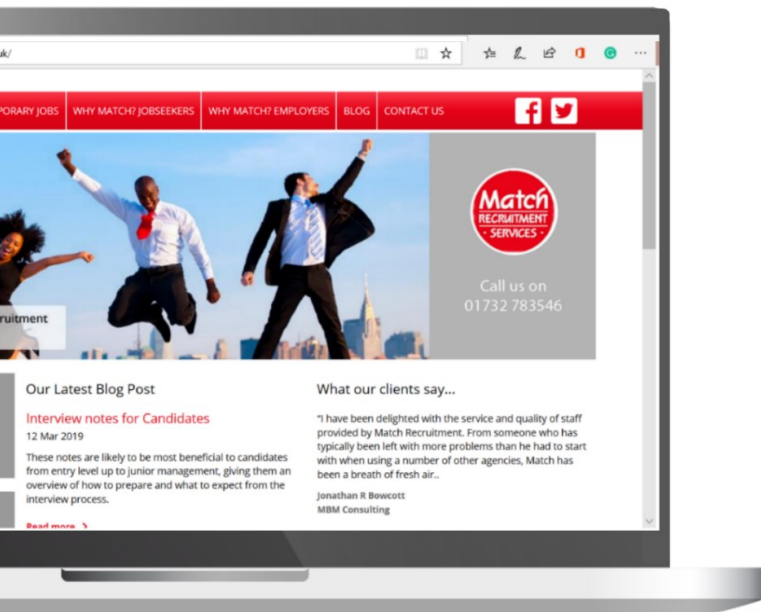 uk/
PORARY JOBS WHY MATCH? JOBSEEKERS WHY MATCH? EMPLOYERS BLOG CONTACT US
Match
RECRUITMENT
· SERVICES ·
Call us on
01732 783546
ruitment
Our Latest Blog Post
Interview notes for Candidates
12 Mar 2019
These notes are likely to be most beneficial to candidates
from entry level up to junior management, giving them an
overview of how to prepare and what to expect from the
interview process.
Read more
What our clients say...
"I have been delighted with the service and quality of staff
provided by Match Recruitment. From someone who has
typically been left with more problems than he had to start
with when using a number of other agencies, Match has
been a breath of fresh air..
Jonathan R Bowcott
MBM Consulting